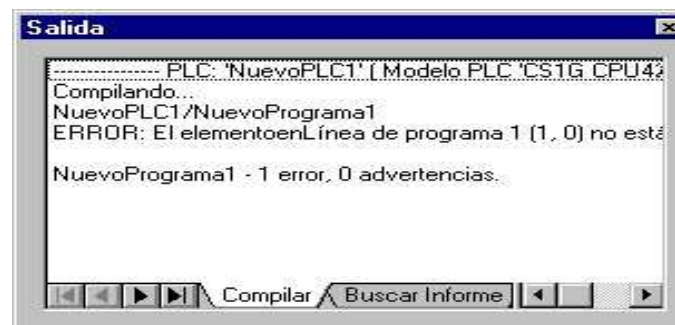 Salida
--------------- PLC: 'NuevoPLC1' [ Modelo PLC 'CS1G CPU42
Compilando...
NuevoPLC1/NuevoPrograma1
ERROR: El elementoenLínea de programa 1 (1, 0) no está
NuevoPrograma1 - 1 error, 0 advertencias.
Compilar
Buscar Informe